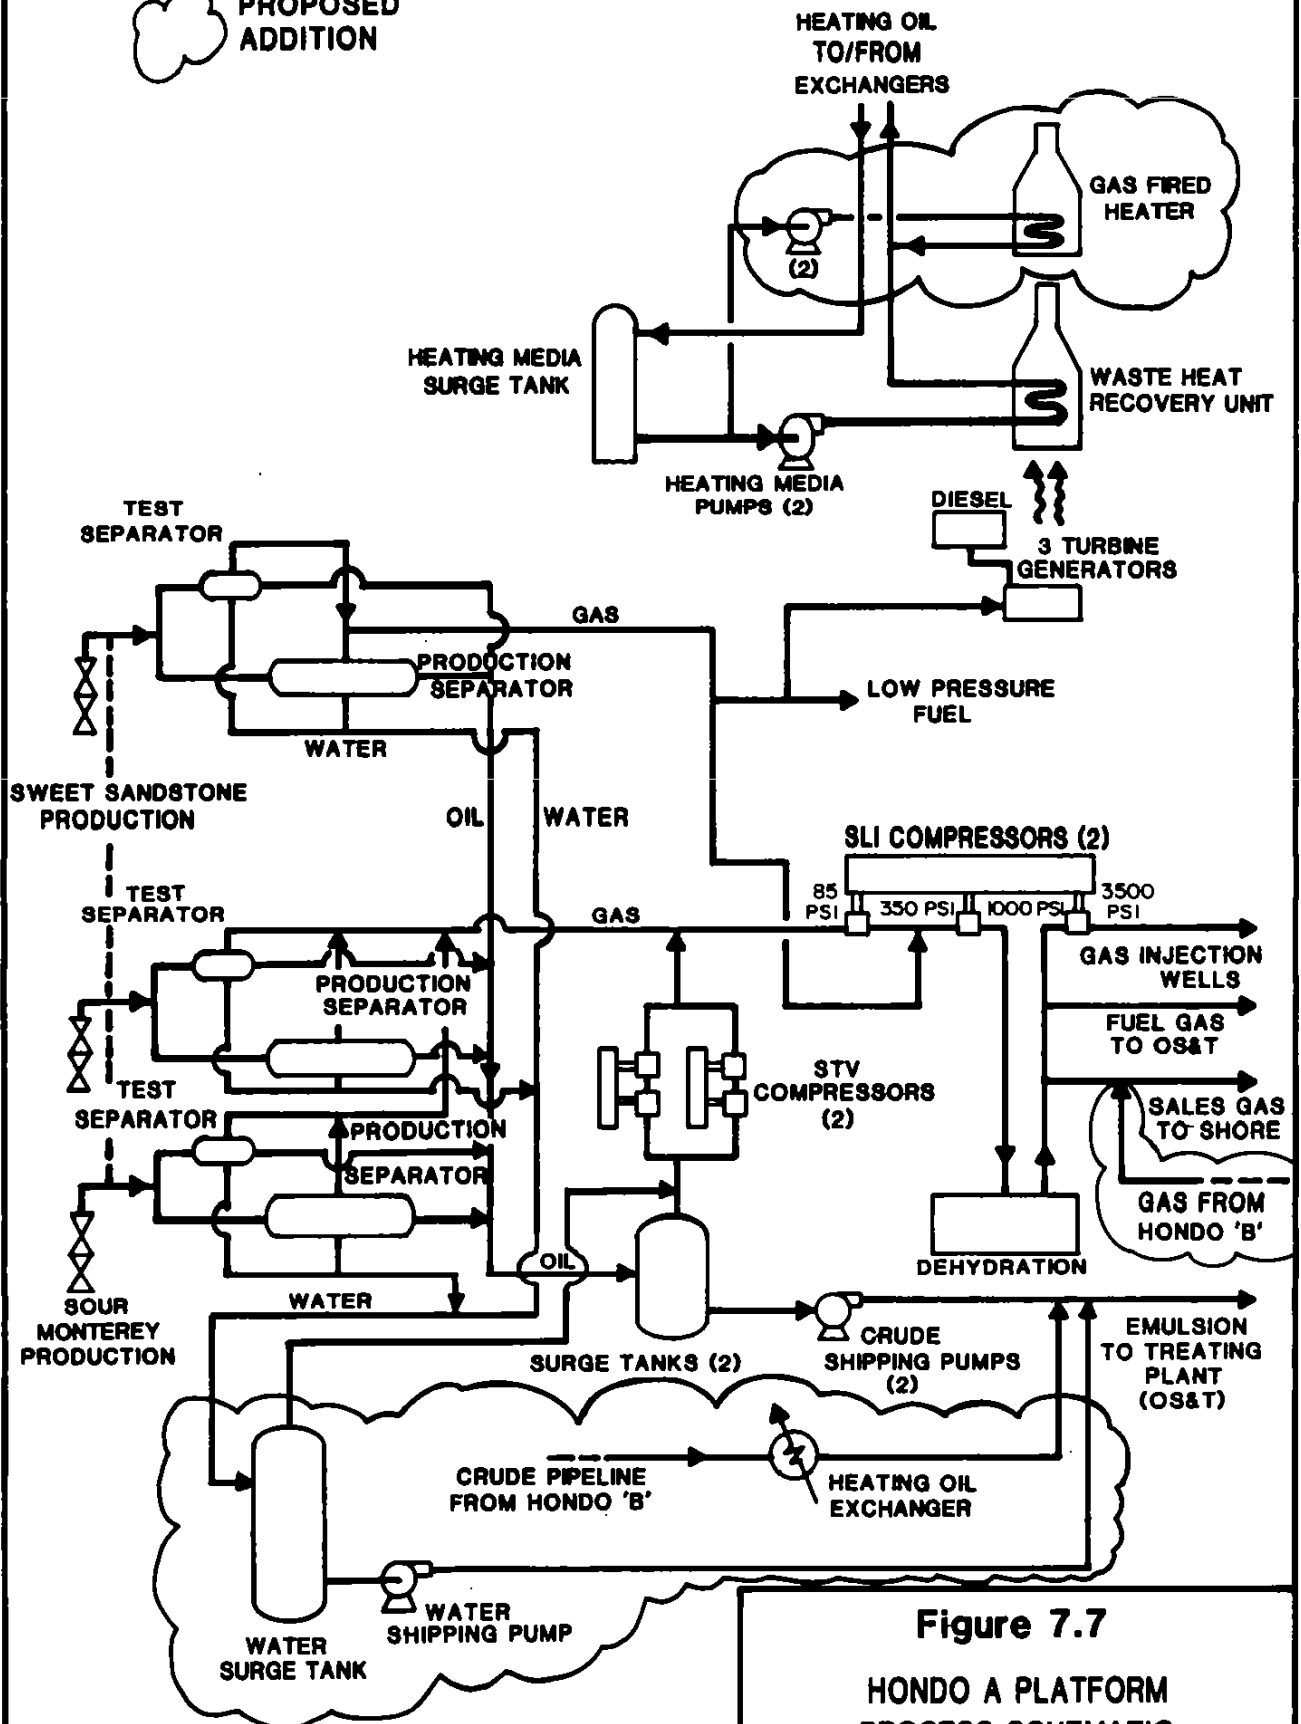 PROPOSED
ADDITION
HEATING OIL
TO/FROM
EXCHANGERS
GAS FIRED
HEATER
(2)
HEATING MEDIA
SURGE TANK
WASTE HEAT
RECOVERY UNIT
HEATING MEDIA
PUMPS (2)
DIESEL
3 TURBINE
GENERATORS
TEST
SEPARATOR
GAS
PRODUCTION
SEPARATOR
LOW PRESSURE
FUEL
WATER
SWEET SANDSTONE
PRODUCTION
OIL
WATER
SLI COMPRESSORS (2)
85
PSI
350 PSI
1000 PSI
3500
PSI
TEST
SEPARATOR
GAS
PRODUCTION
SEPARATOR
GAS INJECTION
WELLS
FUEL GAS
TO OS&T
STV
COMPRESSORS
(2)
SALES GAS
TO SHORE
TEST
SEPARATOR
PRODUCTION
SEPARATOR
GAS FROM
HONDO 'B'
DEHYDRATION
OIL
WATER
SOUR
MONTEREY
PRODUCTION
SURGE TANKS (2)
CRUDE
SHIPPING PUMPS
(2)
EMULSION
TO TREATING
PLANT
(OS&T)
CRUDE PIPELINE
FROM HONDO 'B'
HEATING OIL
EXCHANGER
WATER
SHIPPING PUMP
WATER
SURGE TANK
Figure 7.7
HONDO A PLATFORM
PROCESS SCHEMATIC